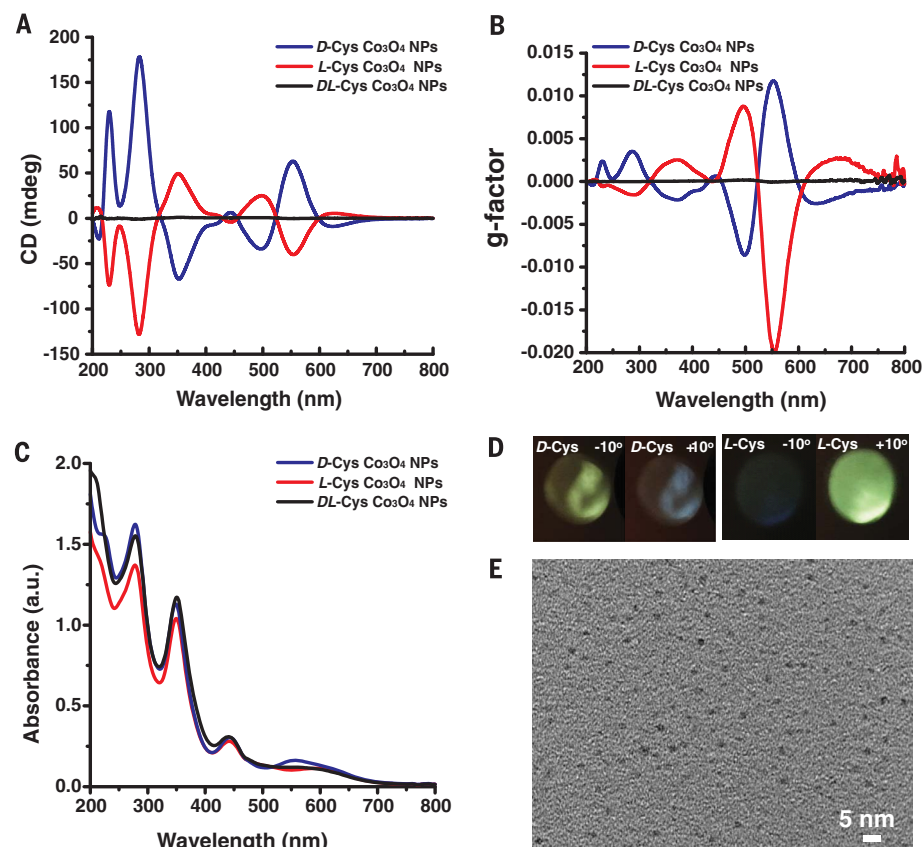 A
200
150
100
50
0
-50
-100
-150
CD (mdeg)
D-Cys Co₃O₄ NPs
L-Cys Co₃O₄ NPs
DL-Cys Co₃O₄ NPs
200 300 400 500 600 700 800
Wavelength (nm)
B
0.015
0.010
0.005
0.000
-0.005
-0.010
-0.015
-0.020
g-factor
D-Cys Co₃O₄ NPs
L-Cys Co₃O₄ NPs
DL-Cys Co₃O₄ NPs
200 300 400 500 600 700 800
Wavelength (nm)
C
2.0
1.5
1.0
0.5
0.0
Absorbance (a.u.)
D-Cys Co₃O₄ NPs
L-Cys Co₃O₄ NPs
DL-Cys Co₃O₄ NPs
200 300 400 500 600 700 800
Wavelength (nm)
D
D-Cys -10° D-Cys +10° L-Cys -10° L-Cys +10°
E
5 nm